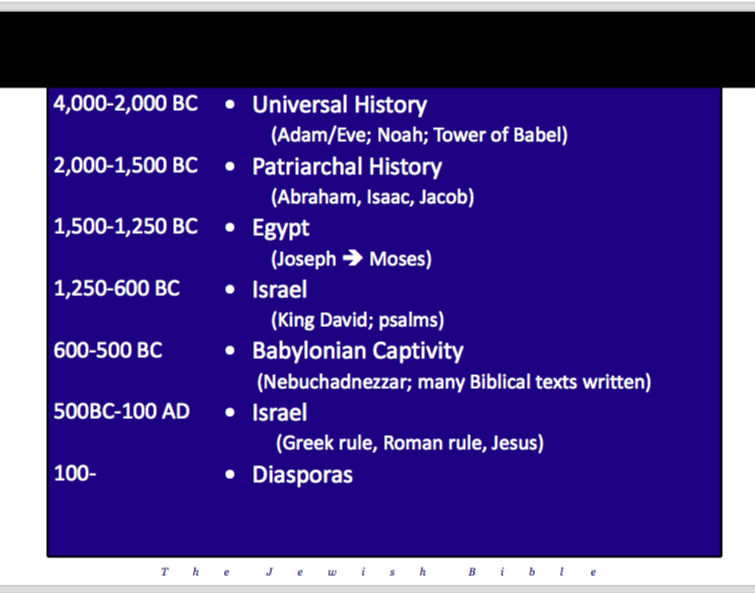 4,000-2,000 BC • Universal History
(Adam/Eve; Noah; Tower of Babel)
2,000-1,500 BC • Patriarchal History
(Abraham, Isaac, Jacob)
1,500-1,250 BC • Egypt
(Joseph ➔ Moses)
1,250-600 BC • Israel
(King David; psalms)
600-500 BC • Babylonian Captivity
(Nebuchadnezzar; many Biblical texts written)
500BC-100 AD • Israel
(Greek rule, Roman rule, Jesus)
100- • Diasporas
The Jewish Bible